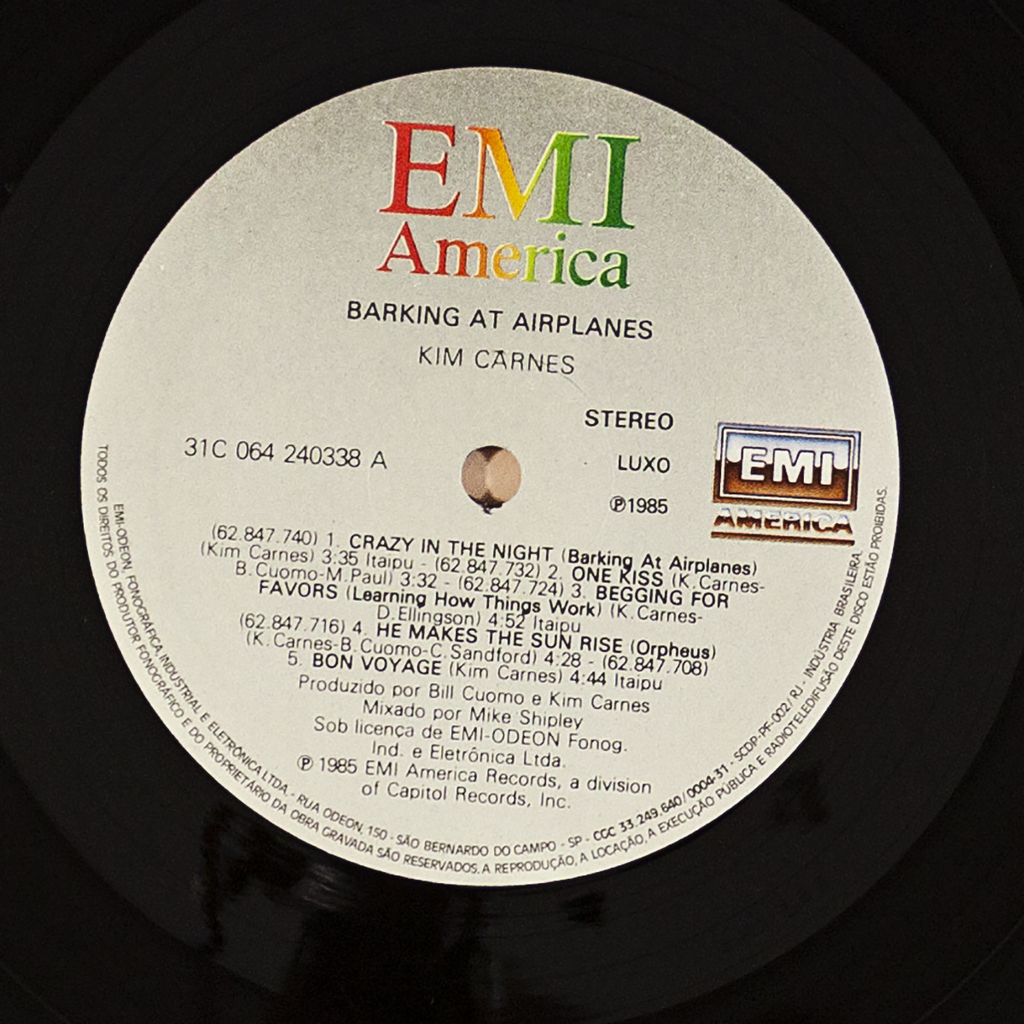 EMI
America
BARKING AT AIRPLANES
KIM CARNES
STEREO
31C 064 240338 A
LUXO
℗1985
EMI
AMERICA
(62.847.740) 1. CRAZY IN THE NIGHT (Barking At Airplanes)
(Kim Carnes) 3:35 Itaipu - (62.847.732) 2. ONE KISS (K.Carnes-
B.Cuomo-M.Paul) 3:32 - (62.847.724) 3. BEGGING FOR
FAVORS (Learning How Things Work) (K.Carnes-
D.Ellingson) 4:52 Itaipu
(62.847.716) 4. HE MAKES THE SUN RISE (Orpheus)
(K.Carnes-B.Cuomo-C.Sandford) 4:28 - (62.847.708)
5. BON VOYAGE (Kim Carnes) 4:44 Itaipu
Produzido por Bill Cuomo e Kim Carnes
Mixado por Mike Shipley
Sob licença de EMI-ODEON Fonog.
Ind. e Eletrônica Ltda.
℗ 1985 EMI America Records, a division
of Capitol Records, Inc.
EMI-ODEON, FONOGRÁFICA, INDUSTRIAL E ELETRÔNICA LTDA - RUA ODEON, 150 - SÃO BERNARDO DO CAMPO - SP - CGC 33.249.640/0004-31 - SCDP-PF-002/RJ - INDÚSTRIA BRASILEIRA.
TODOS OS DIREITOS DO PRODUTOR FONOGRÁFICO E DO PROPRIETÁRIO DA OBRA GRAVADA SÃO RESERVADOS. A REPRODUÇÃO, A LOCAÇÃO, A EXECUÇÃO PÚBLICA E RADIOTELEDIFUSÃO DESTE DISCO ESTÃO PROIBIDAS.